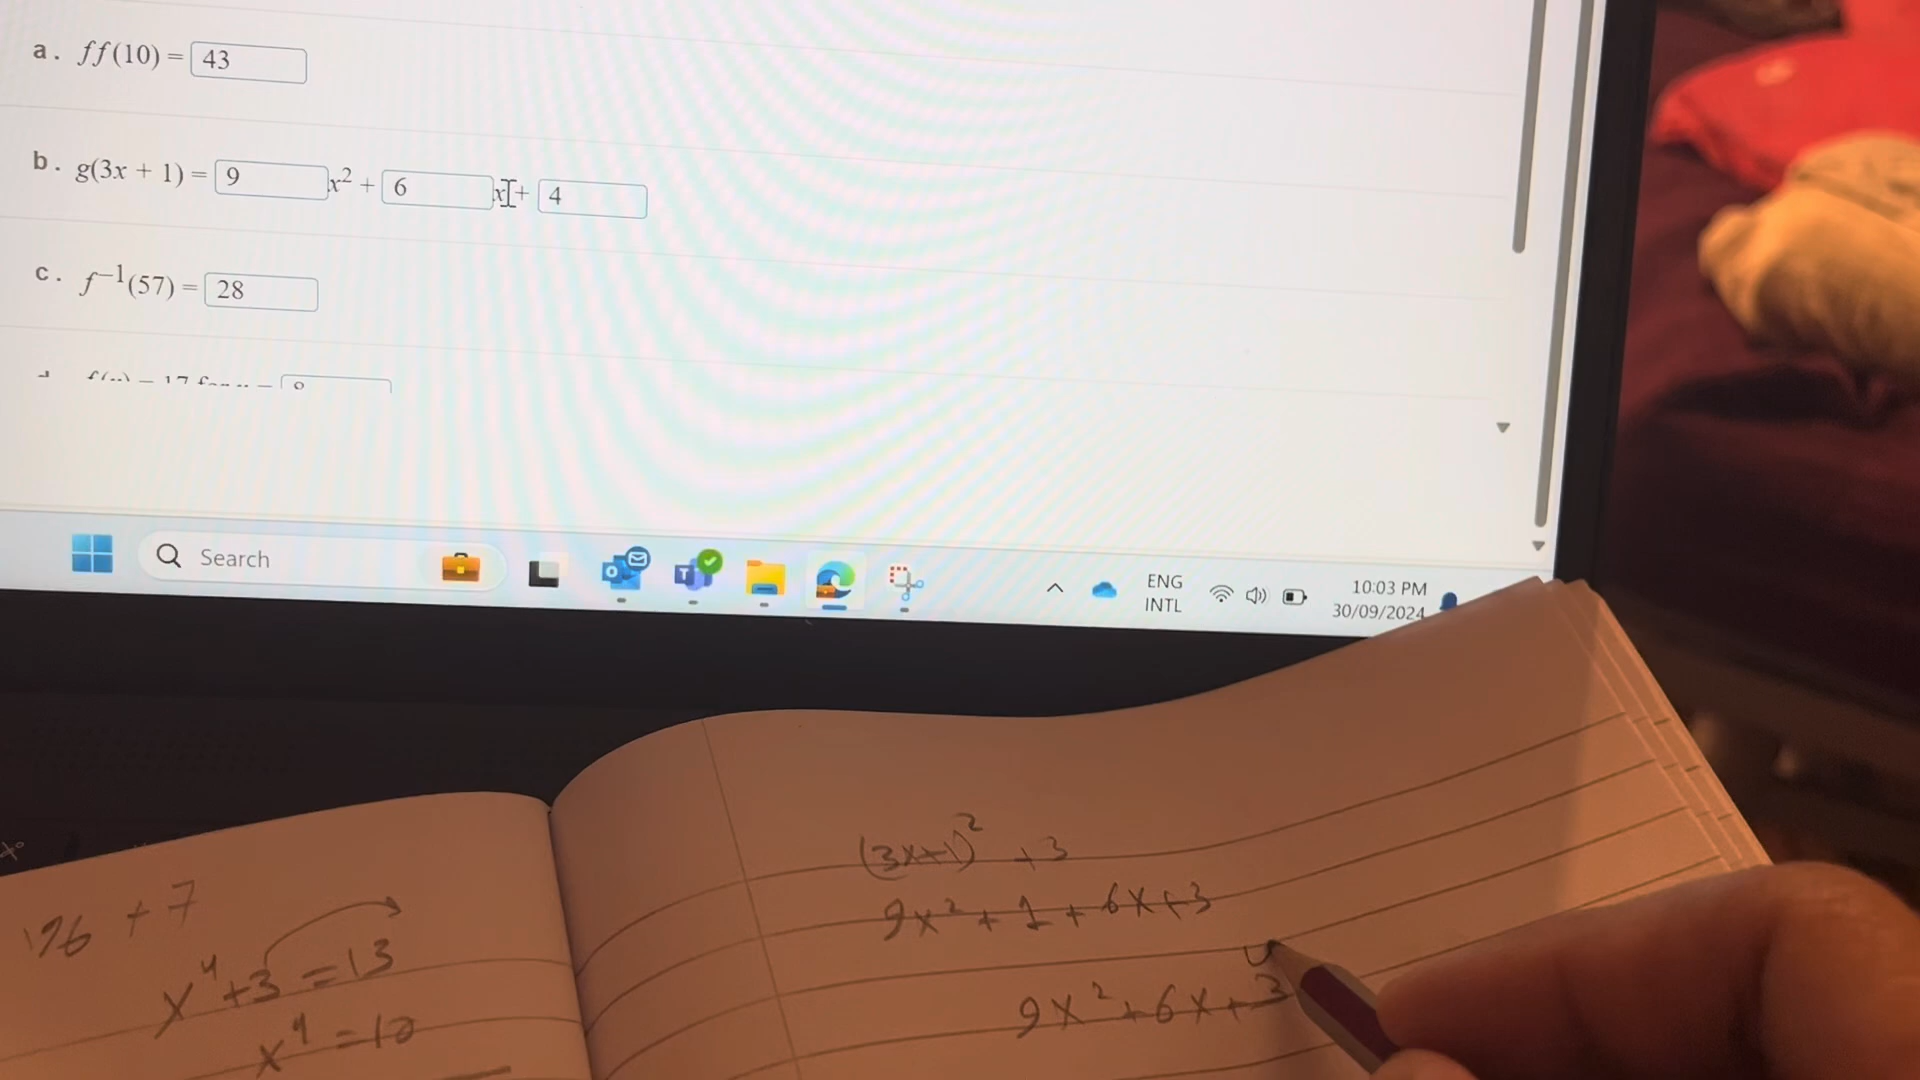 a. ff(10) = 43
b. g(3x + 1) = 9 x² + 6 x + 4
c. f⁻¹(57) = 28
Search
ENG
INTL
10:03 PM
30/09/2024
(3x+1)² + 3
9x² + 1 + 6x + 3
9x² + 6x + 3
196 + 7
x⁴ + 3 = 13
x⁴ = 10